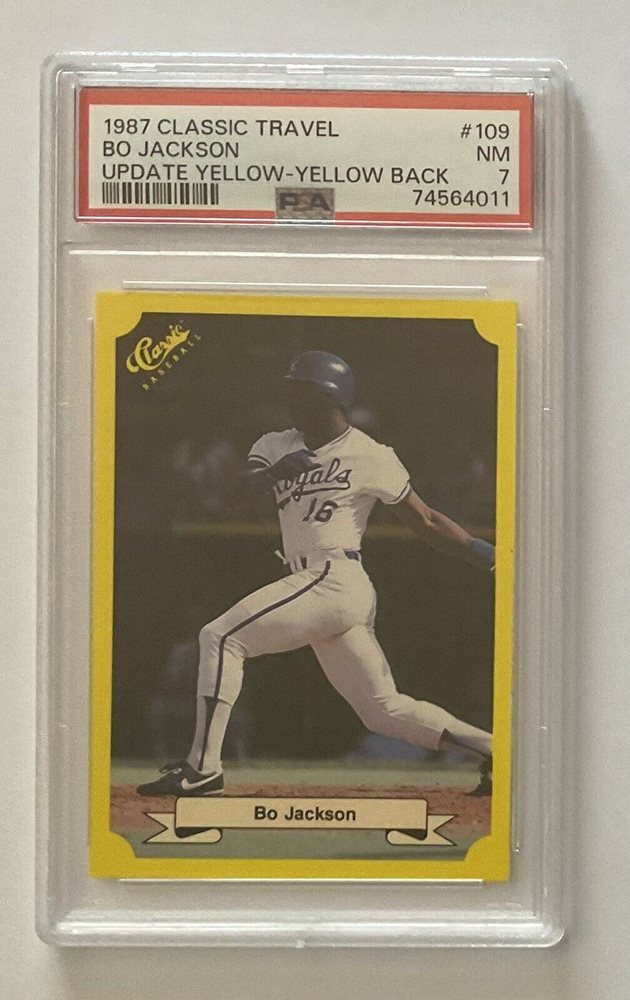 1987 CLASSIC TRAVEL #109
BO JACKSON NM
UPDATE YELLOW-YELLOW BACK 7
PSA 74564011
Classic
BASEBALL
Royals
16
Bo Jackson